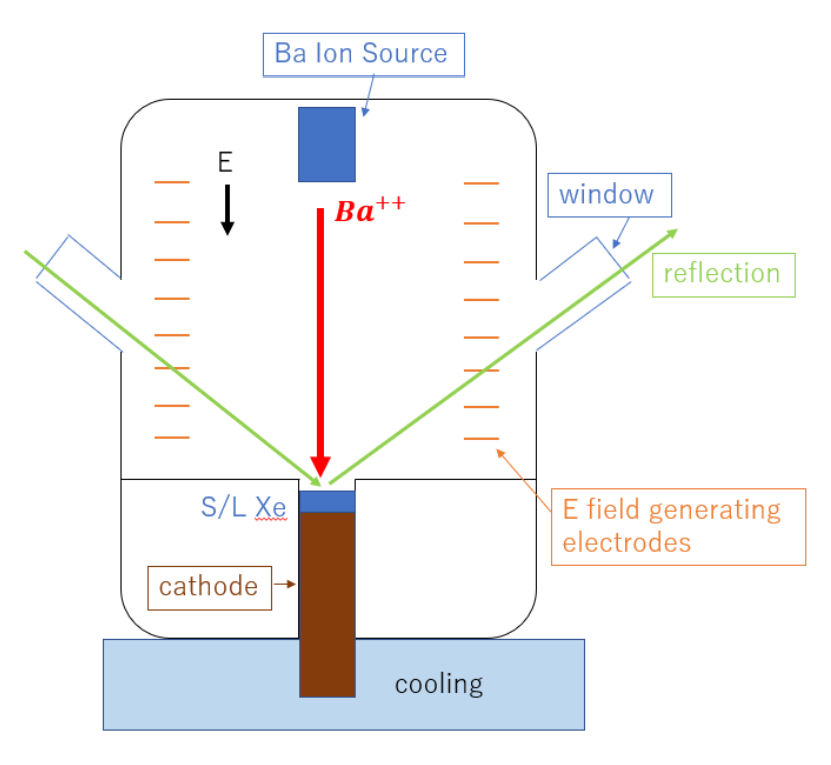 Ba Ion Source
E
Ba++
window
reflection
S/L Xe
E field generating
electrodes
cathode
cooling